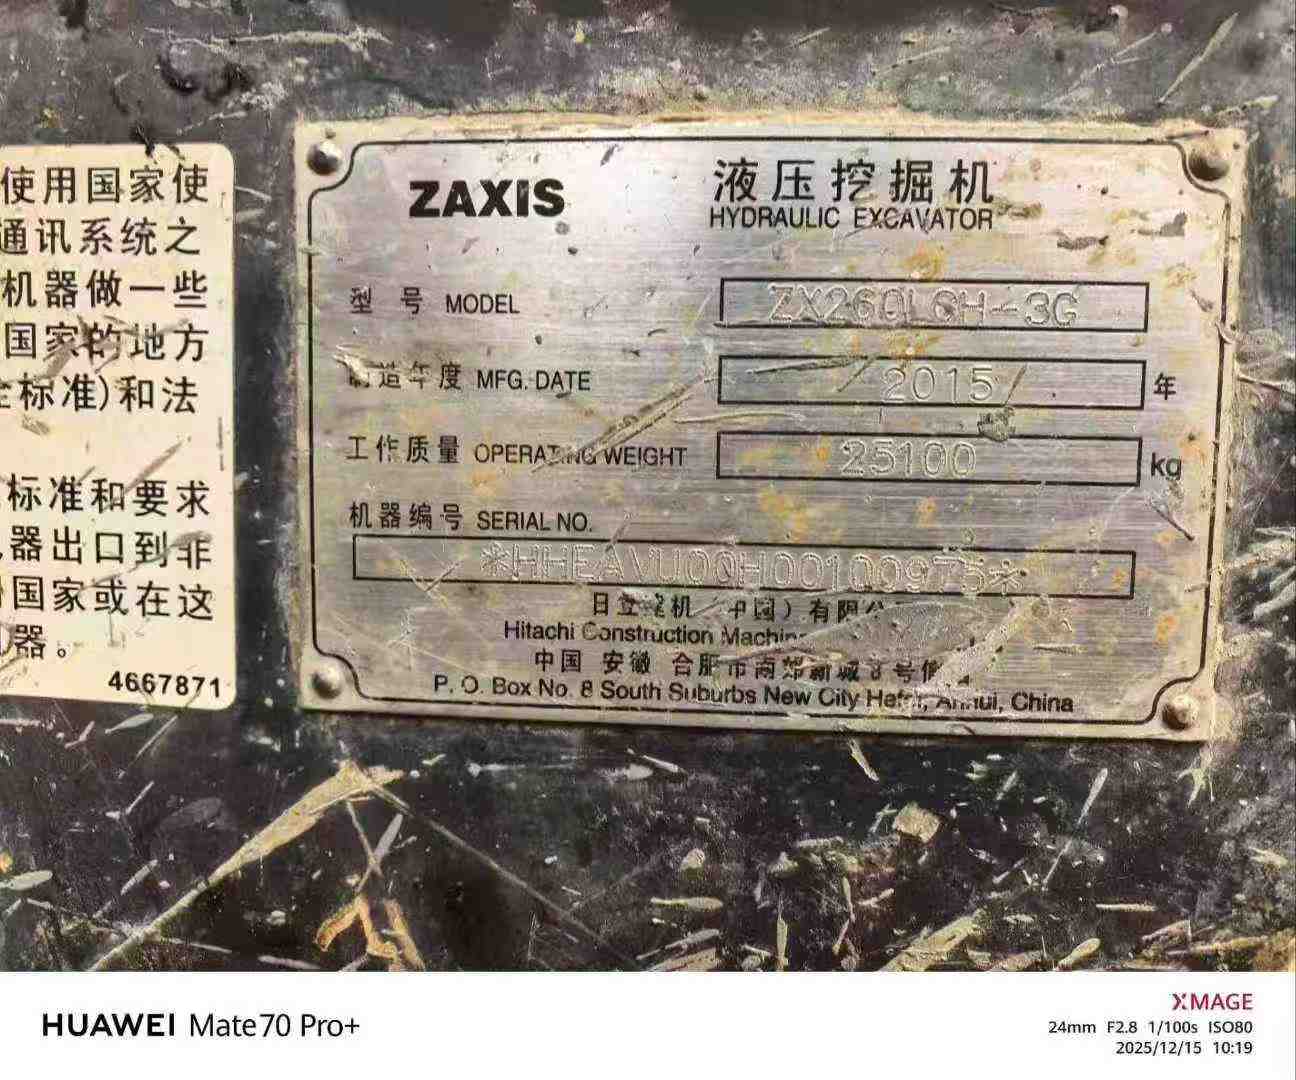 使用国家使
通讯系统之
机器做一些
国家的地方
全标准)和法
标准和要求
器出口到非
国家或在这
器。
4667871
ZAXIS
液压挖掘机
HYDRAULIC EXCAVATOR
型号 MODEL
ZX260LCH-3G
制造年度 MFG. DATE
2015
年
工作质量 OPERATING WEIGHT
25100
kg
机器编号 SERIAL NO.
*HHEAVU00H00100975*
日立建机(中国)有限公
Hitachi Construction Machin
中国 安徽 合肥市南郊新城8号信箱
P. O. Box No. 8 South Suburbs New City Hefei, Anhui, China
HUAWEI Mate70 Pro+
XMAGE
24mm F2.8 1/100s ISO80
2025/12/15 10:19